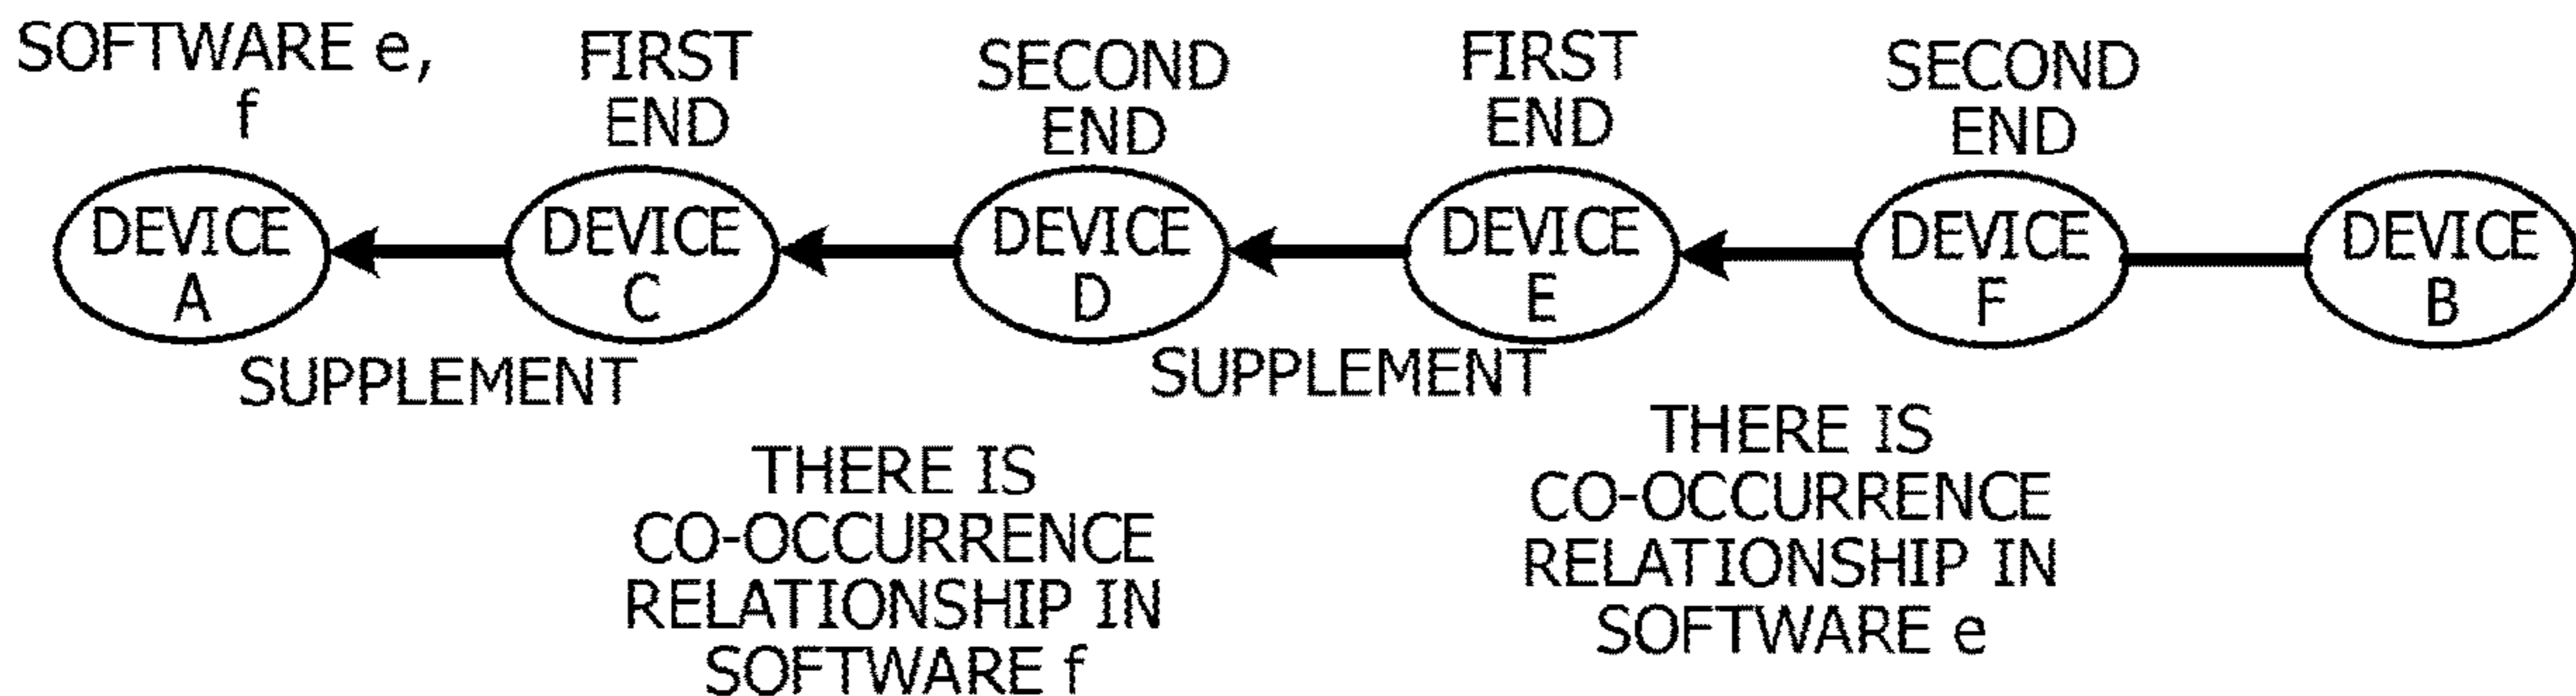 SOFTWARE e,
f
FIRST
END
SECOND
END
FIRST
END
SECOND
END
DEVICE
A
DEVICE
C
DEVICE
D
DEVICE
E
DEVICE
F
DEVICE
B
SUPPLEMENT
SUPPLEMENT
THERE IS
CO-OCCURRENCE
RELATIONSHIP IN
SOFTWARE f
THERE IS
CO-OCCURRENCE
RELATIONSHIP IN
SOFTWARE e